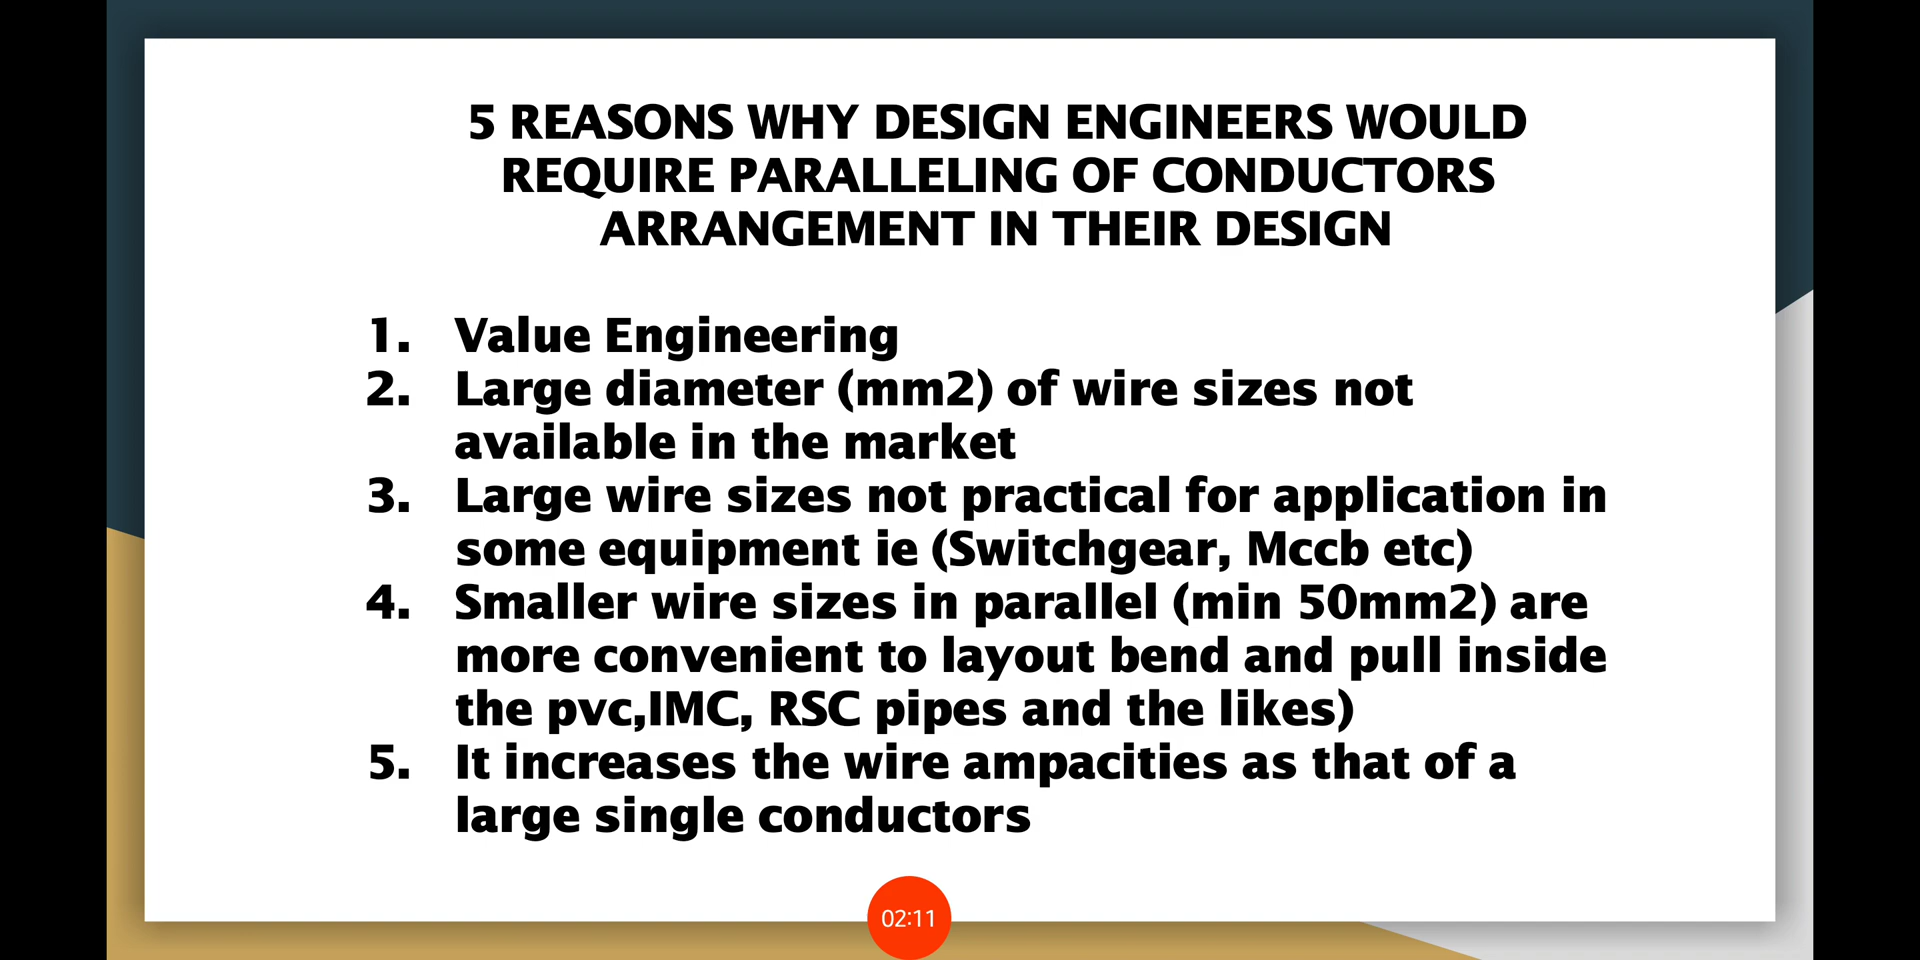 5 REASONS WHY DESIGN ENGINEERS WOULD
REQUIRE PARALLELING OF CONDUCTORS
ARRANGEMENT IN THEIR DESIGN
1. Value Engineering
2. Large diameter (mm2) of wire sizes not
available in the market
3. Large wire sizes not practical for application in
some equipment ie (Switchgear, Mccb etc)
4. Smaller wire sizes in parallel (min 50mm2) are
more convenient to layout bend and pull inside
the pvc,IMC, RSC pipes and the likes)
5. It increases the wire ampacities as that of a
large single conductors
02:11